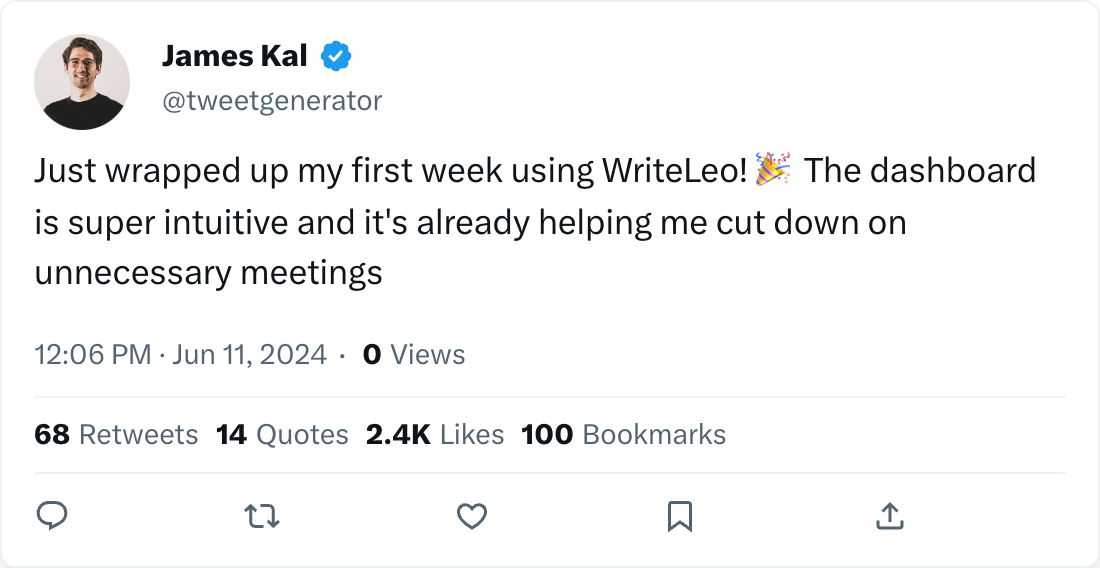 James Kal
@tweetgenerator
Just wrapped up my first week using WriteLeo! 🎉 The dashboard
is super intuitive and it's already helping me cut down on
unnecessary meetings
12:06 PM · Jun 11, 2024 · 0 Views
68 Retweets 14 Quotes 2.4K Likes 100 Bookmarks